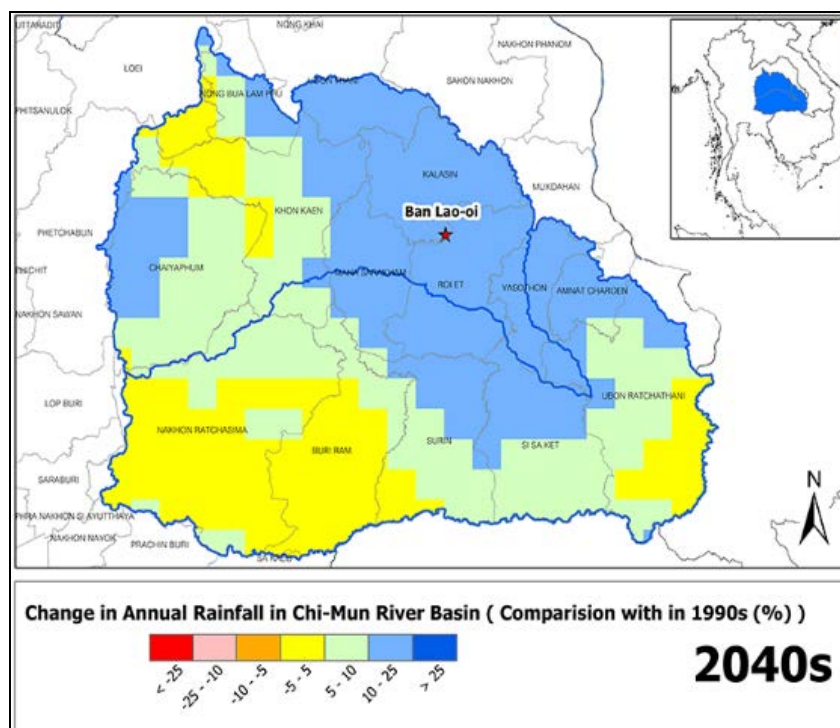 UTTARADIT
NONG KHAI
NAKHON PHANOM
LOEI
UDON THANI
SAKON NAKHON
NONG BUA LAM PHU
PHITSANULOK
KALASIN
MUKDAHAN
Ban Lao-oi
KHON KAEN
PHETCHABUN
CHAIYAPHUM
MAHA SARAKHAM
ROI ET
YASOTHON
AMNAT CHAROEN
NAKHON SAWAN
UBON RATCHATHANI
LOP BURI
NAKHON RATCHASIMA
BURI RAM
SURIN
SI SA KET
SARABURI
N
PHRA NAKHON SI AYUTTHAYA
NAKHON NAYOK
PRACHIN BURI
Change in Annual Rainfall in Chi-Mun River Basin ( Comparision with in 1990s (%) )
< -25
-25 - -10
-10 - -5
-5 - 5
5 - 10
10 - 25
> 25
2040s